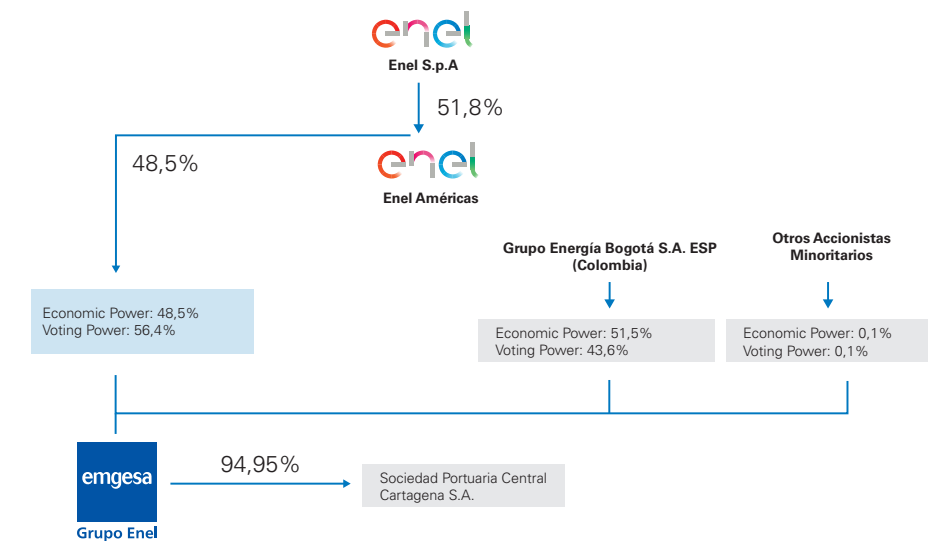 enel
Enel S.p.A
51,8%
48,5%
enel
Enel Américas
Grupo Energía Bogotá S.A. ESP
(Colombia)
Otros Accionistas
Minoritarios
Economic Power: 48,5%
Voting Power: 56,4%
Economic Power: 51,5%
Voting Power: 43,6%
Economic Power: 0,1%
Voting Power: 0,1%
emgesa
Grupo Enel
94,95%
Sociedad Portuaria Central
Cartagena S.A.